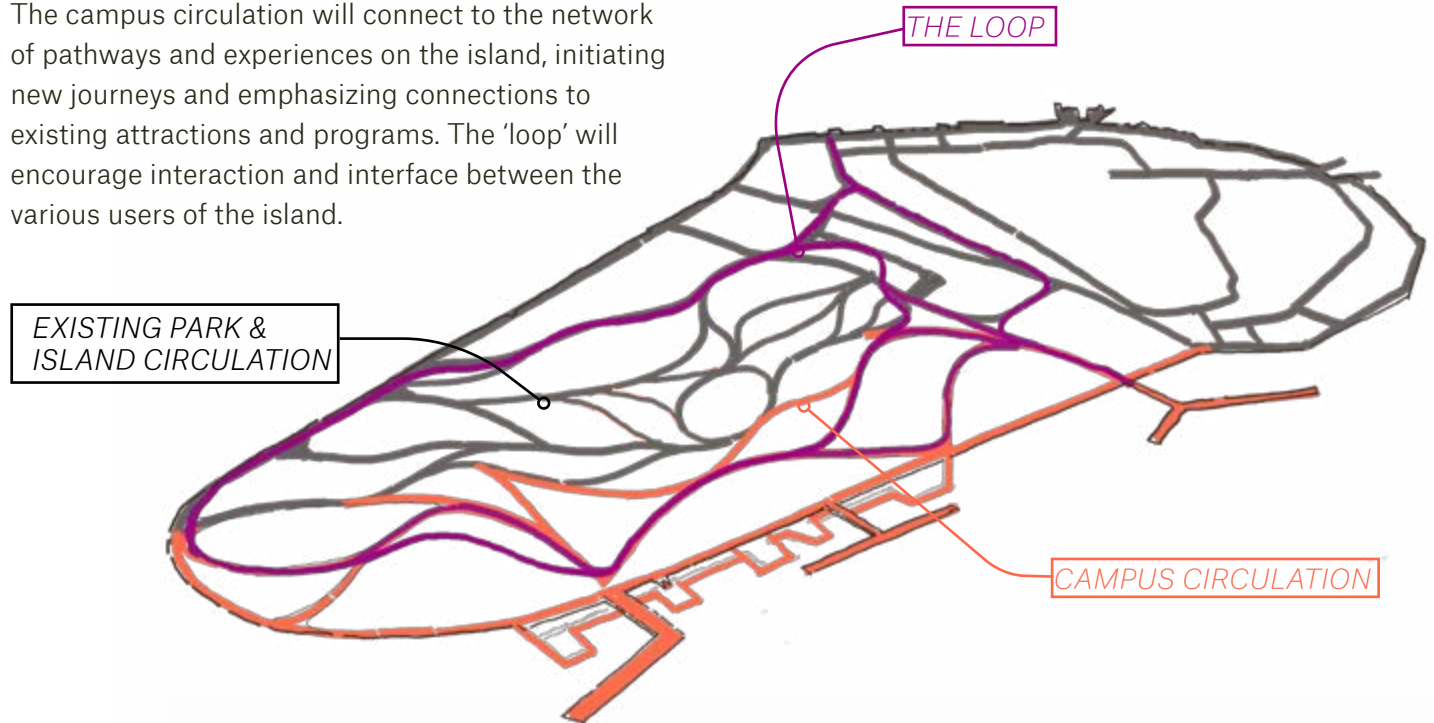 The campus circulation will connect to the network
of pathways and experiences on the island, initiating
new journeys and emphasizing connections to
existing attractions and programs. The ‘loop’ will
encourage interaction and interface between the
various users of the island.
THE LOOP
EXISTING PARK &
ISLAND CIRCULATION
CAMPUS CIRCULATION